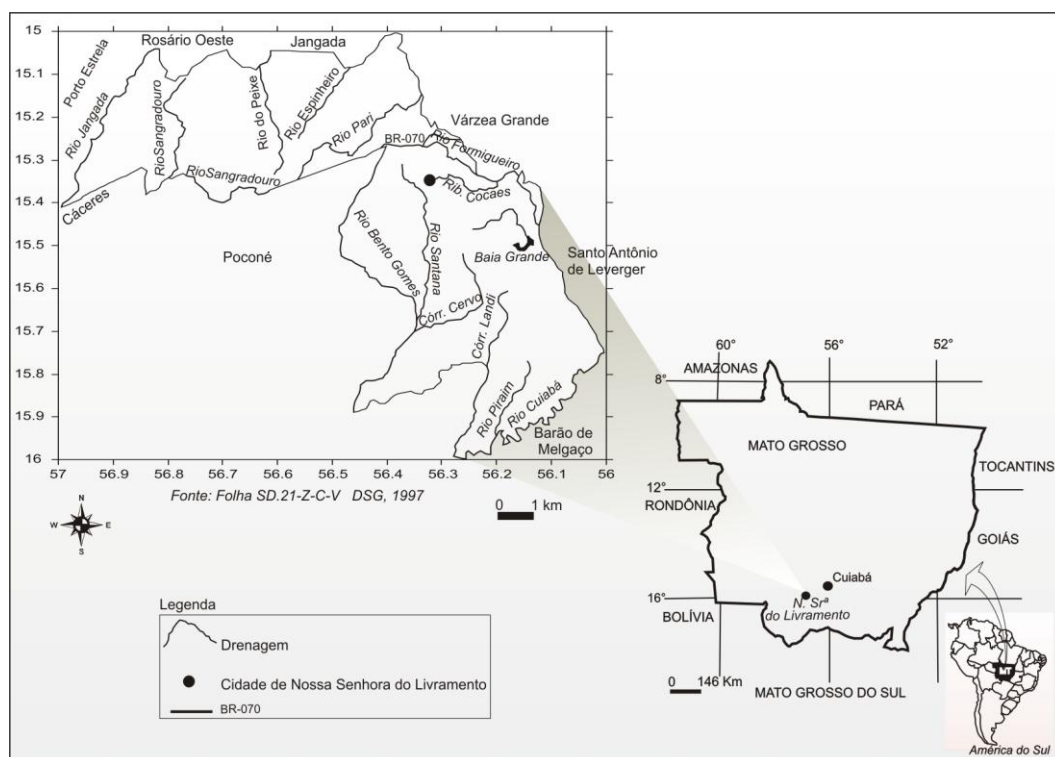 15
15.1
15.2
15.3
15.4
15.5
15.6
15.7
15.8
15.9
16
Rosário Oeste
Jangada
Porto Estrela
Rio Jangada
RioSangradouro
Rio do Peixe
Rio Espinheiro
Rio Pari
Várzea Grande
BR-070
Rio Formigueiro
RioSangradouro
Rib. Cocaes
Cáceres
Rio Bento Gomes
Rio Santana
Poconé
Baia Grande
Santo Antônio
de Leverger
Córr. Cervo
Córr. Landi
Rio Piraim
Rio Cuiabá
Barão de
Melgaço
57 56.9 56.8 56.7 56.6 56.5 56.4 56.3 56.2 56.1 56
Fonte: Folha SD.21-Z-C-V DSG, 1997
0 1 km
N
W E
S
Legenda
Drenagem
Cidade de Nossa Senhora do Livramento
BR-070
60° 56° 52°
8°
12°
16°
AMAZONAS
PARÁ
MATO GROSSO
TOCANTINS
RONDÔNIA
GOIÁS
Cuiabá
N. Srª
do Livramento
BOLÍVIA
0 146 Km
MATO GROSSO DO SUL
MT
América do Sul